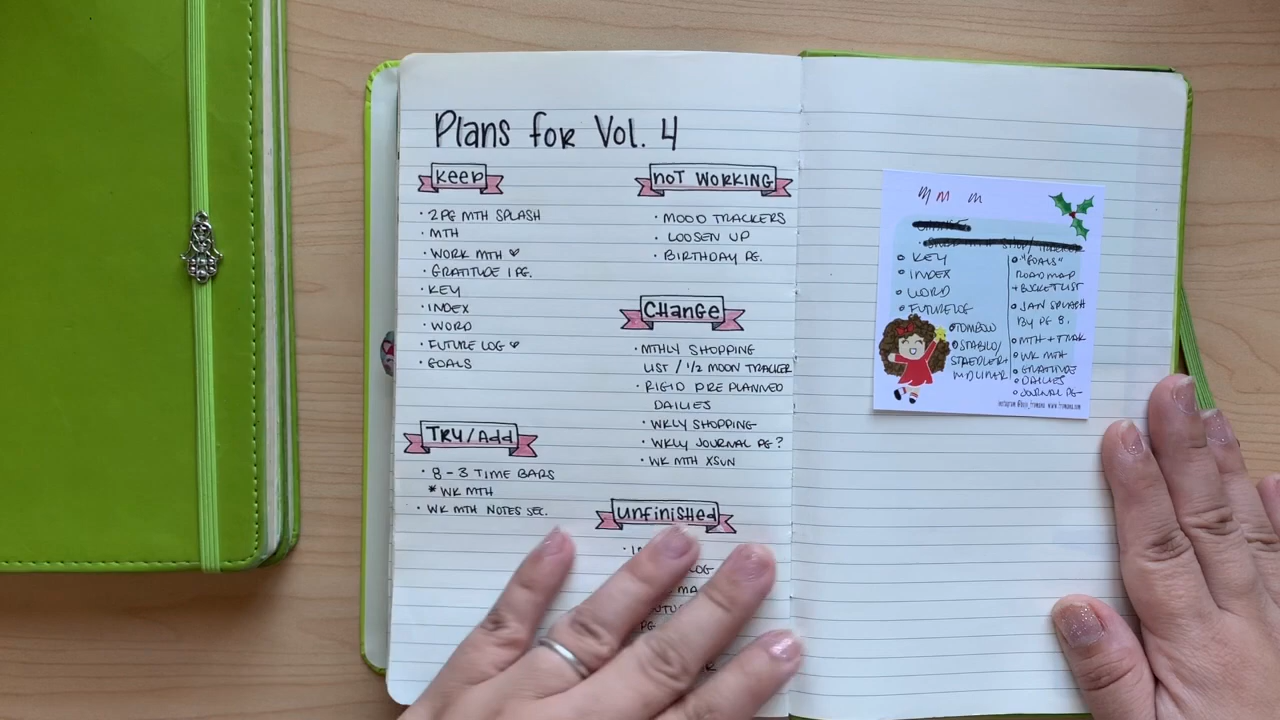 Plans for Vol. 4
KEEP
· 2PG MTH SPLASH
· MTH
· WORK MTH ♡
· GRATITUDE 1 PG.
· KEY
· INDEX
· WORD
· FUTURE LOG ♡
· GOALS
TRY/Add
· 8-3 TIME BARS
* WK MTH
· WK MTH NOTES SEC.
NOT WORKING
· MOOD TRACKERS
· LOOSEN UP
· BIRTHDAY PG.
CHANGE
· MTHLY SHOPPING
LIST / 1/2 MOON TRACKER
· RIGID PRE PLANNED
DAILIES
· WKLY SHOPPING
· WKLY JOURNAL PG?
· WK MTH XSUN
UNFINISHED
KEY
INDEX
WORD
FUTURE LOG
TOMBOW
STABILO/
STAEDLER+
MIDLINER
"GOALS"
ROADMAP
+ BUCKETLIST
JAN SPLASH
BY PG 8.
MTH + TRAK
WK MTH
GRATITUDE
DAILIES
JOURNAL PG-